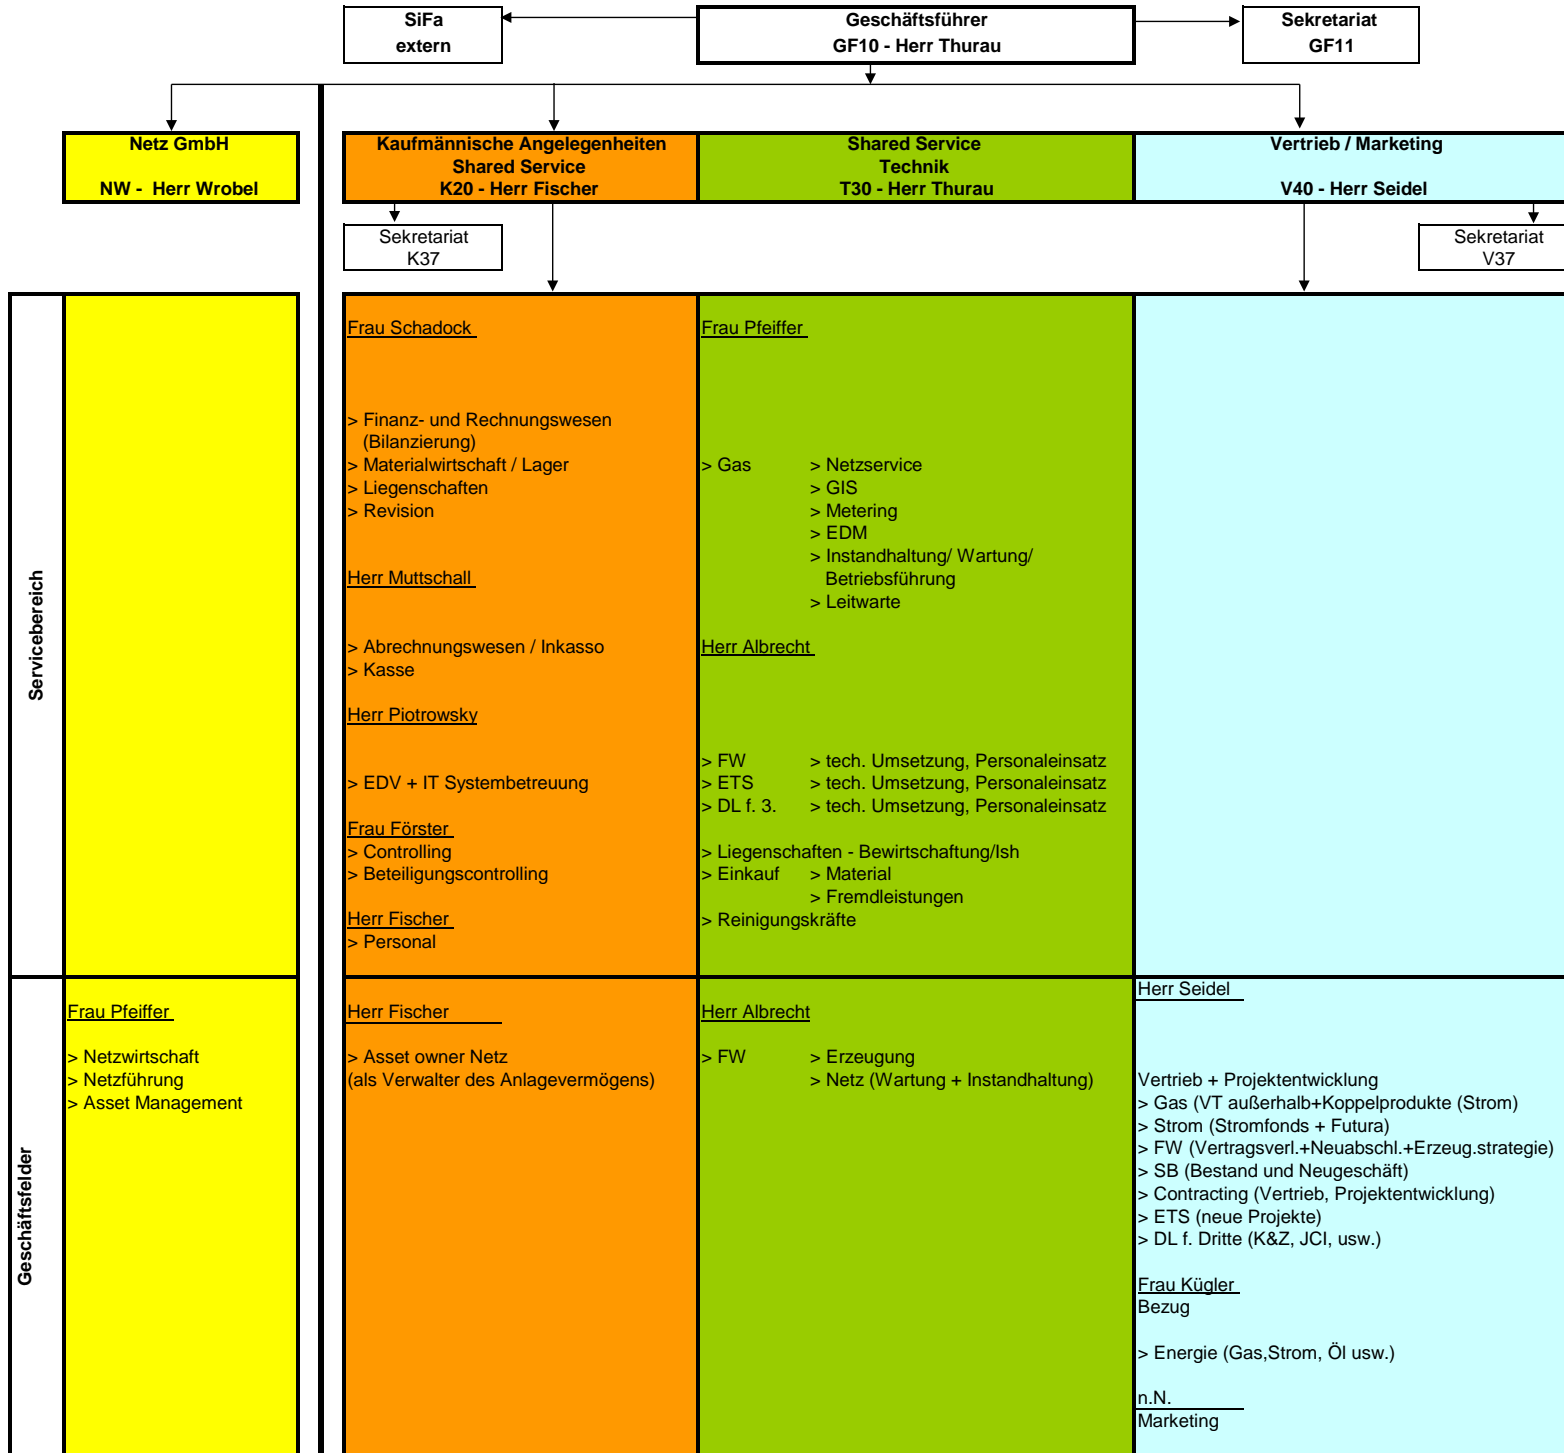 SiFa
extern
Geschäftsführer
GF10 - Herr Thurau
Sekretariat
GF11
Netz GmbH
NW -  Herr Wrobel
Kaufmännische Angelegenheiten
Shared Service
K20 - Herr Fischer
Shared Service
Technik
T30 - Herr Thurau
Vertrieb / Marketing
V40 - Herr Seidel
Sekretariat
K37
Sekretariat
V37
Servicebereich
Frau Schadock
> Finanz- und Rechnungswesen
(Bilanzierung)
> Materialwirtschaft / Lager
> Liegenschaften
> Revision
Herr Muttschall
> Abrechnungswesen / Inkasso
> Kasse
Herr Piotrowsky
> EDV + IT Systembetreuung
Frau Förster
> Controlling
> Beteiligungscontrolling
Herr Fischer
> Personal
Frau Pfeiffer
> Gas > Netzservice
> GIS
> Metering
> EDM
> Instandhaltung/ Wartung/
Betriebsführung
> Leitwarte
Herr Albrecht
> FW > tech. Umsetzung, Personaleinsatz
> ETS > tech. Umsetzung, Personaleinsatz
> DL f. 3. > tech. Umsetzung, Personaleinsatz
> Liegenschaften - Bewirtschaftung/Ish
> Einkauf > Material
> Fremdleistungen
> Reinigungskräfte
Geschäftsfelder
Frau Pfeiffer
> Netzwirtschaft
> Netzführung
> Asset Management
Herr Fischer
> Asset owner Netz
(als Verwalter des Anlagevermögens)
Herr Albrecht
> FW > Erzeugung
> Netz (Wartung + Instandhaltung)
Herr Seidel
Vertrieb + Projektentwicklung
> Gas (VT außerhalb+Koppelprodukte (Strom)
> Strom (Stromfonds + Futura)
> FW (Vertragsverl.+Neuabschl.+Erzeug.strategie)
> SB (Bestand und Neugeschäft)
> Contracting (Vertrieb, Projektentwicklung)
> ETS (neue Projekte)
> DL f. Dritte (K&Z, JCI, usw.)
Frau Kügler
Bezug
> Energie (Gas,Strom, Öl usw.)
n.N.
Marketing